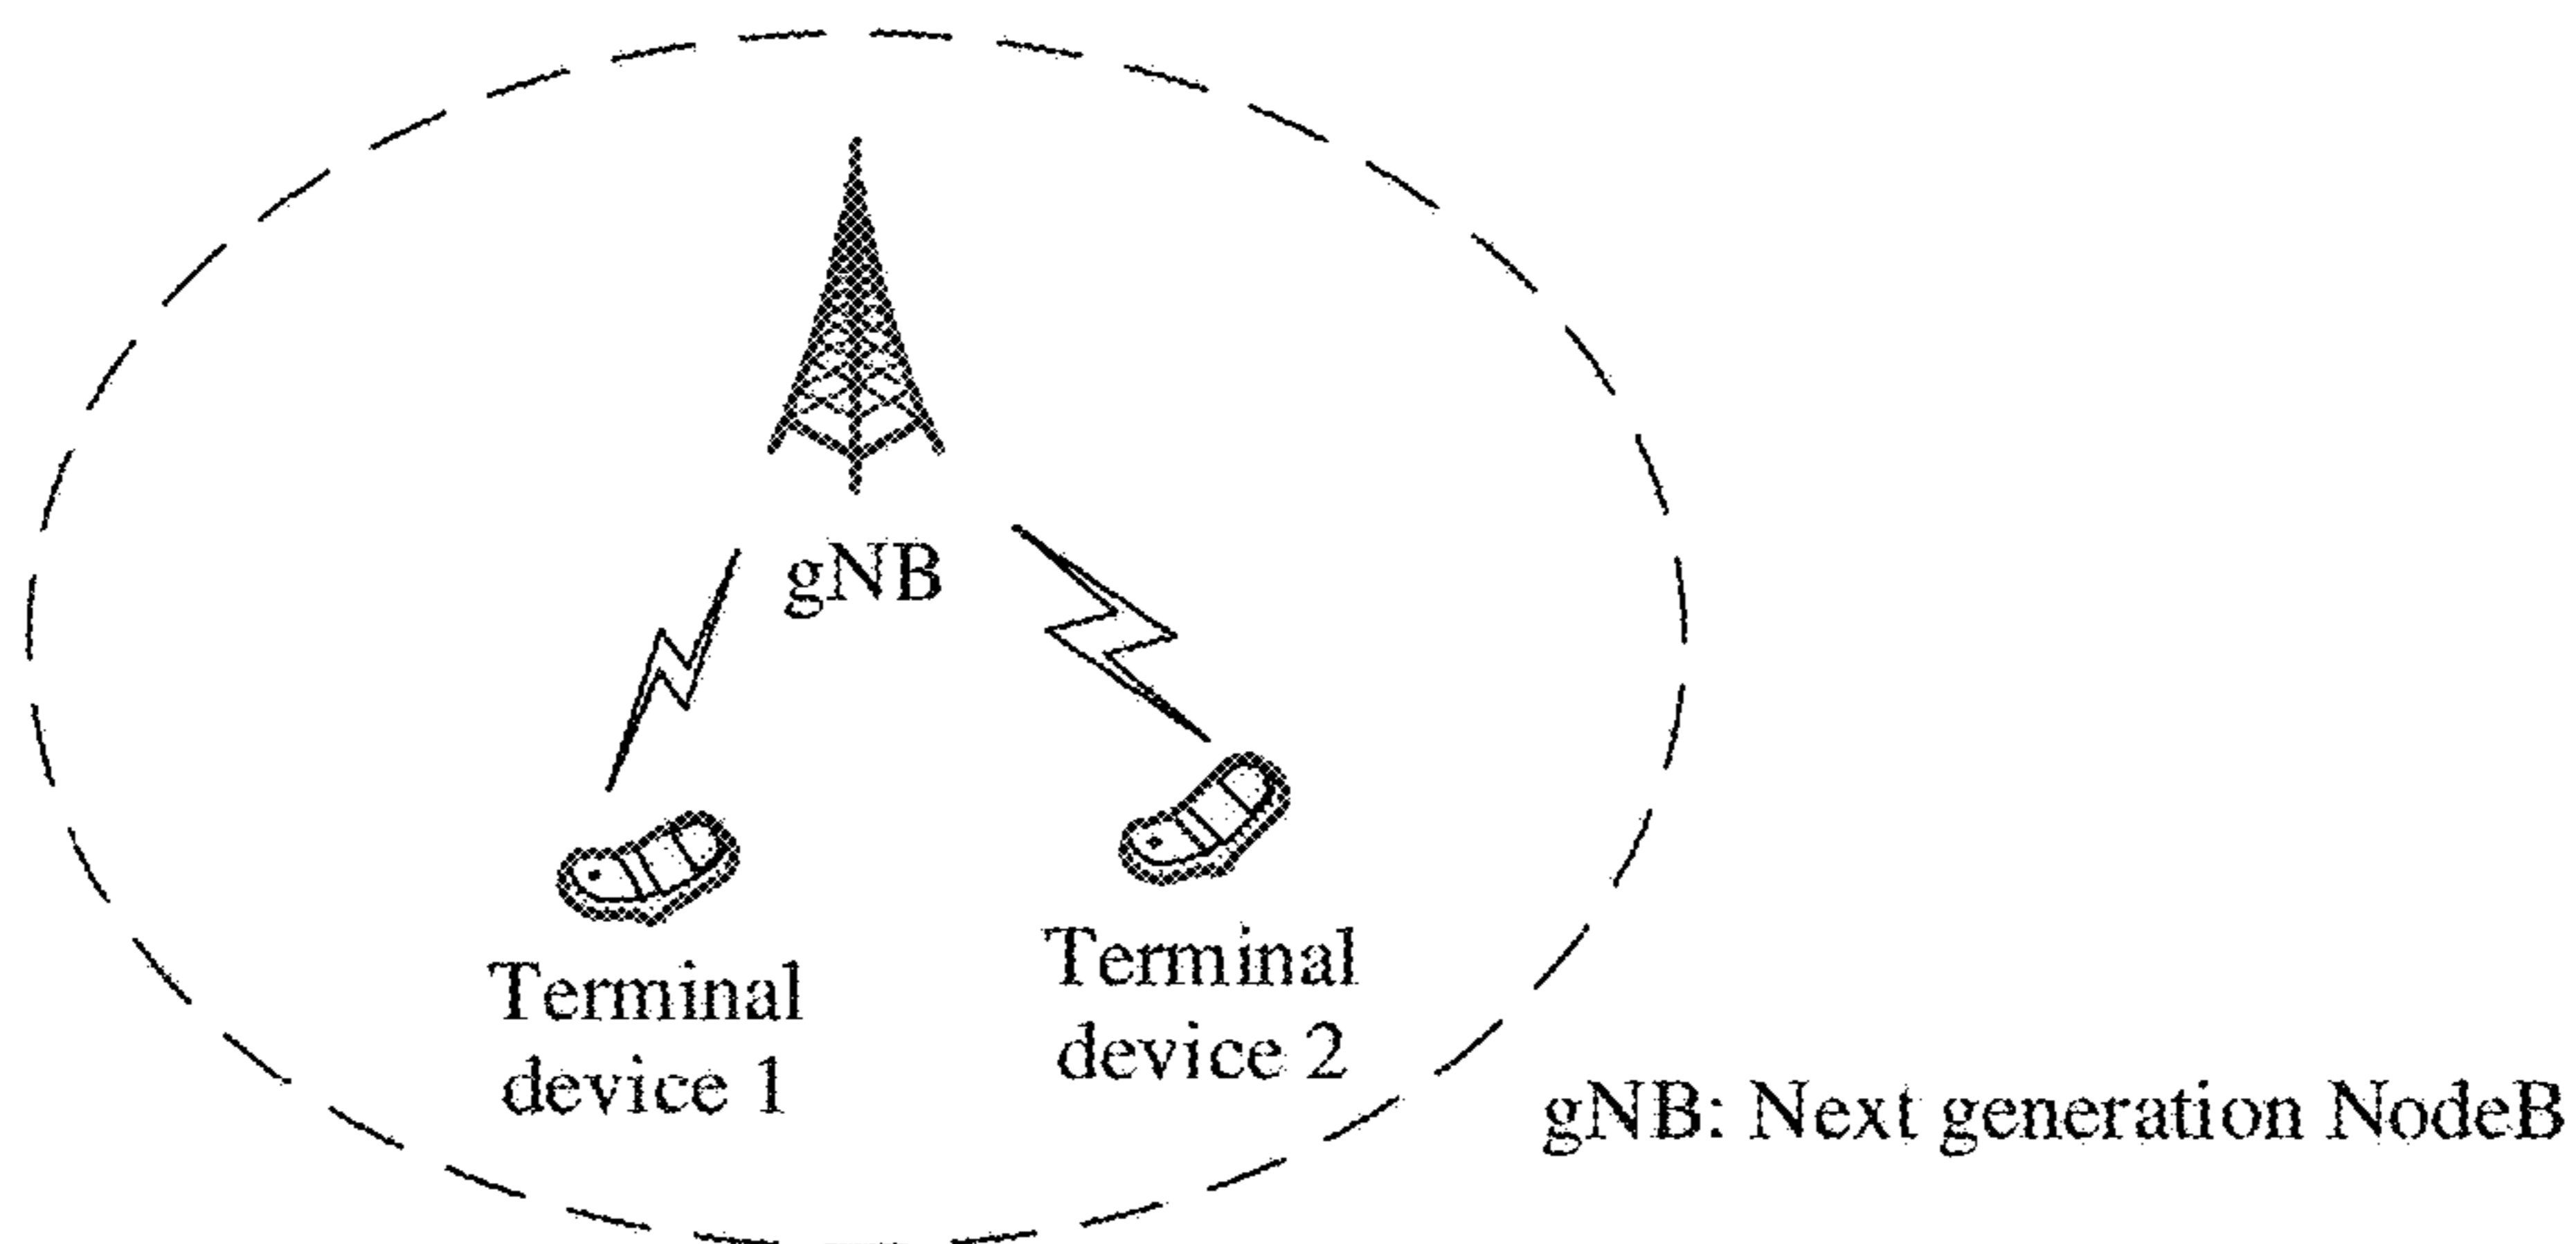 gNB
Terminal
device 1
Terminal
device 2
gNB: Next generation NodeB